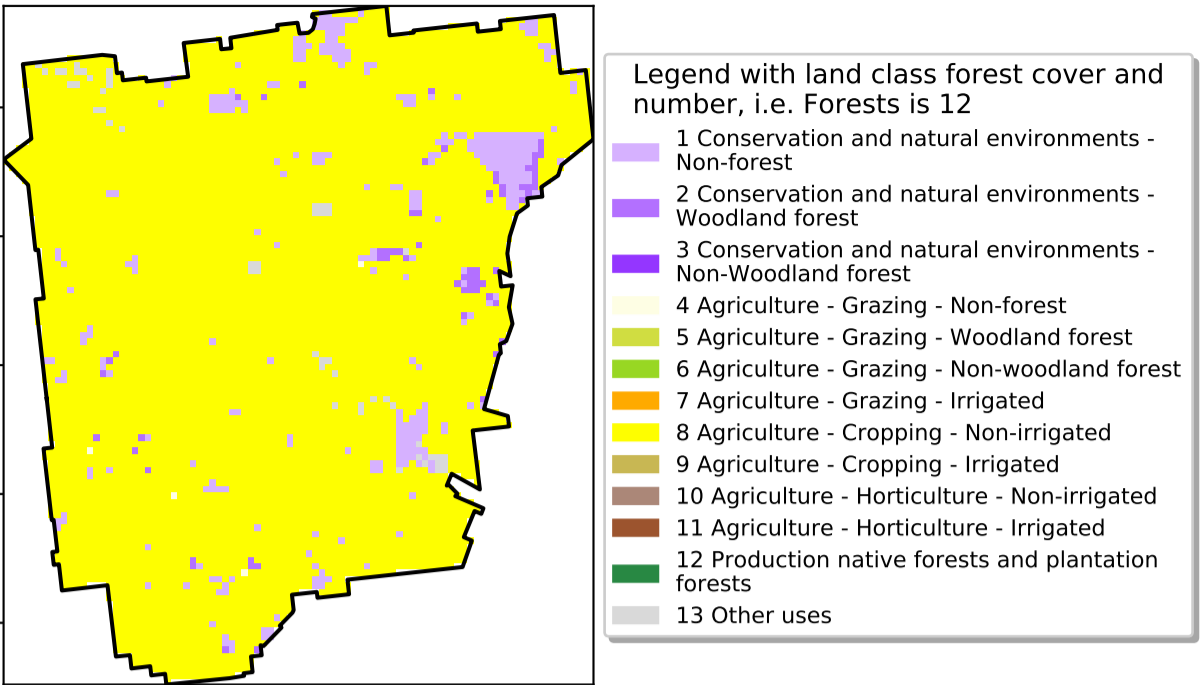 Legend with land class forest cover and
number, i.e. Forests is 12
1 Conservation and natural environments -
Non-forest
2 Conservation and natural environments -
Woodland forest
3 Conservation and natural environments -
Non-Woodland forest
4 Agriculture - Grazing - Non-forest
5 Agriculture - Grazing - Woodland forest
6 Agriculture - Grazing - Non-woodland forest
7 Agriculture - Grazing - Irrigated
8 Agriculture - Cropping - Non-irrigated
9 Agriculture - Cropping - Irrigated
10 Agriculture - Horticulture - Non-irrigated
11 Agriculture - Horticulture - Irrigated
12 Production native forests and plantation
forests
13 Other uses